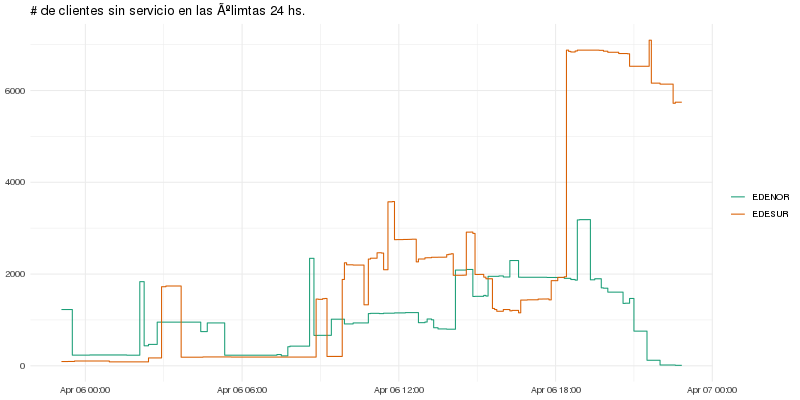 # de clientes sin servicio en las Ãºlimtas 24 hs.
6000
4000
2000
0
Apr 06 00:00
Apr 06 06:00
Apr 06 12:00
Apr 06 18:00
Apr 07 00:00
EDENOR
EDESUR